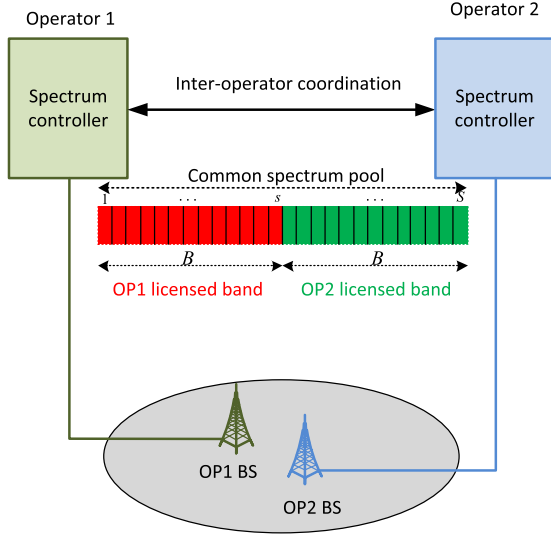 Operator 1
Operator 2
Spectrum
controller
Inter-operator coordination
Spectrum
controller
Common spectrum pool
1 ... s ... S
B B
OP1 licensed band OP2 licensed band
OP1 BS
OP2 BS